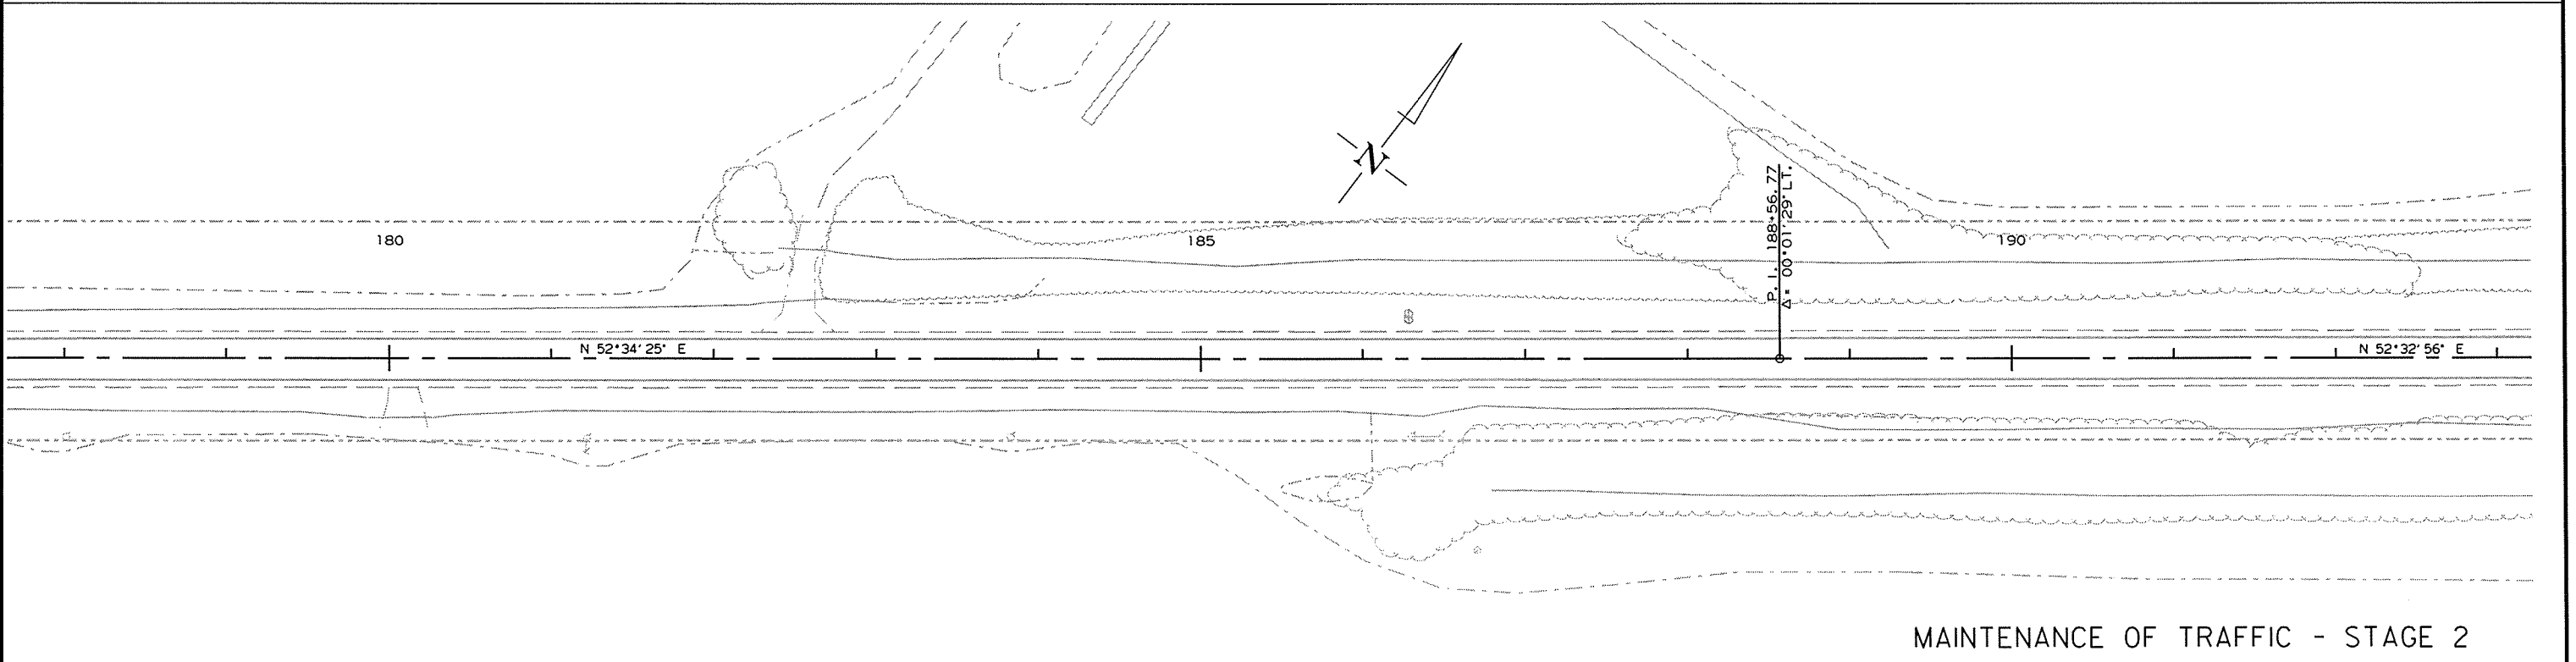 180
185
190
P.I. 188+56.77
Δ= 00°01'29" LT.
N
N 52°34'25" E
N 52°32'56" E
MAINTENANCE OF TRAFFIC - STAGE 2